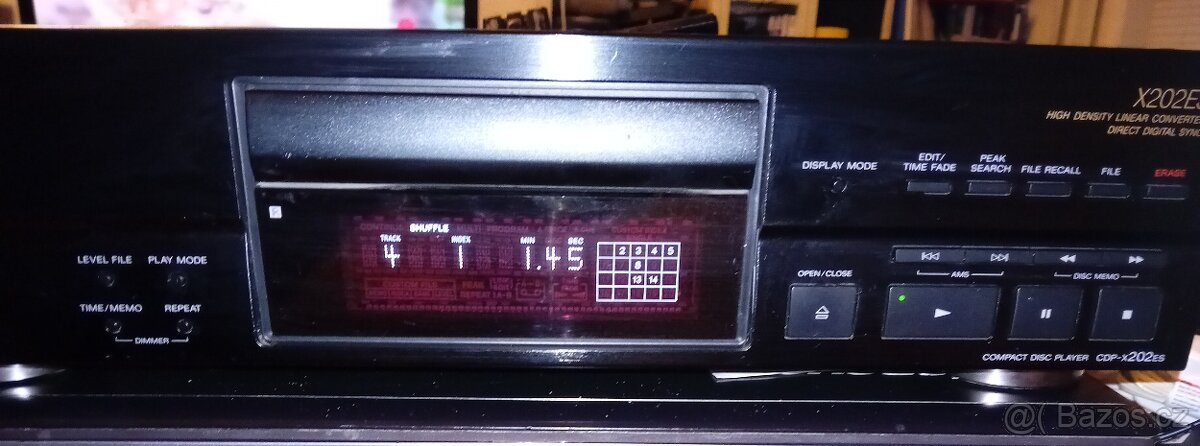 X202ES
HIGH DENSITY LINEAR CONVERTER
DIRECT DIGITAL SY
DISPLAY MODE
EDIT/
TIME FADE
PEAK
SEARCH
FILE RECALL
FILE
ERASE
SHUFFLE
TRACK INDEX MIN SEC
4 1 1.45
2 3 4 5
13 14
LEVEL FILE PLAY MODE
TIME/MEMO REPEAT
DIMMER
OPEN/CLOSE
AMS
DISC MEMO
COMPACT DISC PLAYER CDP-X202ES
Bazos.cz